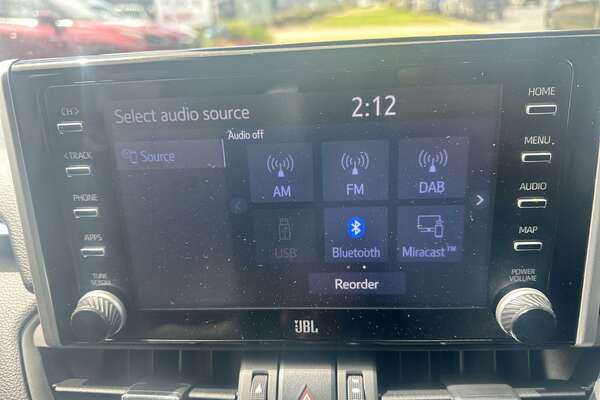 Select audio source
2:12
Audio off
Source
AM
FM
DAB
USB
Bluetooth
Miracast™
Reorder
CH >
< TRACK
PHONE
APPS
TUNE
SCROLL
HOME
MENU
AUDIO
MAP
POWER
VOLUME
JBL